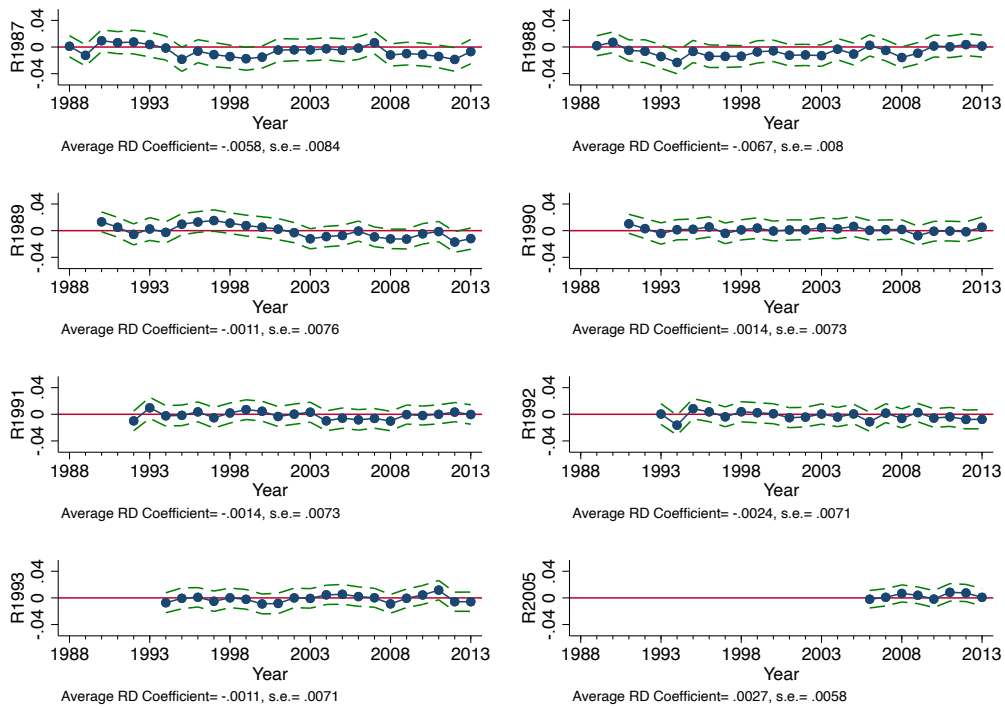 R1987
.04
0
-.04
1988 1993 1998 2003 2008 2013
Year
Average RD Coefficient= -.0058, s.e.= .0084
R1988
.04
0
-.04
1988 1993 1998 2003 2008 2013
Year
Average RD Coefficient= -.0067, s.e.= .008
R1989
.04
0
-.04
1988 1993 1998 2003 2008 2013
Year
Average RD Coefficient= -.0011, s.e.= .0076
R1990
.04
0
-.04
1988 1993 1998 2003 2008 2013
Year
Average RD Coefficient= .0014, s.e.= .0073
R1991
.04
0
-.04
1988 1993 1998 2003 2008 2013
Year
Average RD Coefficient= -.0014, s.e.= .0073
R1992
.04
0
-.04
1988 1993 1998 2003 2008 2013
Year
Average RD Coefficient= -.0024, s.e.= .0071
R1993
.04
0
-.04
1988 1993 1998 2003 2008 2013
Year
Average RD Coefficient= -.0011, s.e.= .0071
R2005
.04
0
-.04
1988 1993 1998 2003 2008 2013
Year
Average RD Coefficient= .0027, s.e.= .0058